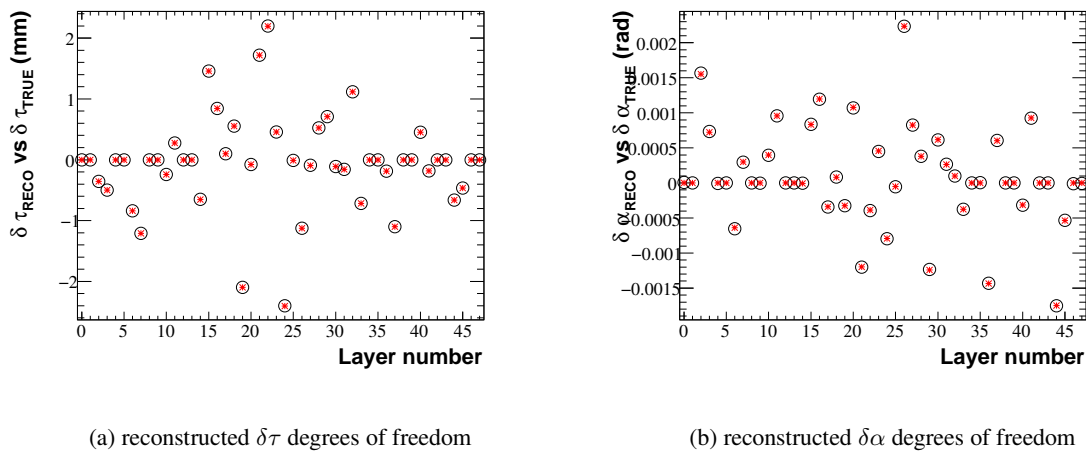 δ τRECO vs δ τTRUE (mm)
2
1
0
−1
−2
0 5 10 15 20 25 30 35 40 45
Layer number
(a) reconstructed δτ degrees of freedom
δ αRECO vs δ αTRUE (rad)
0.002
0.0015
0.001
0.0005
0
−0.0005
−0.001
−0.0015
0 5 10 15 20 25 30 35 40 45
Layer number
(b) reconstructed δα degrees of freedom